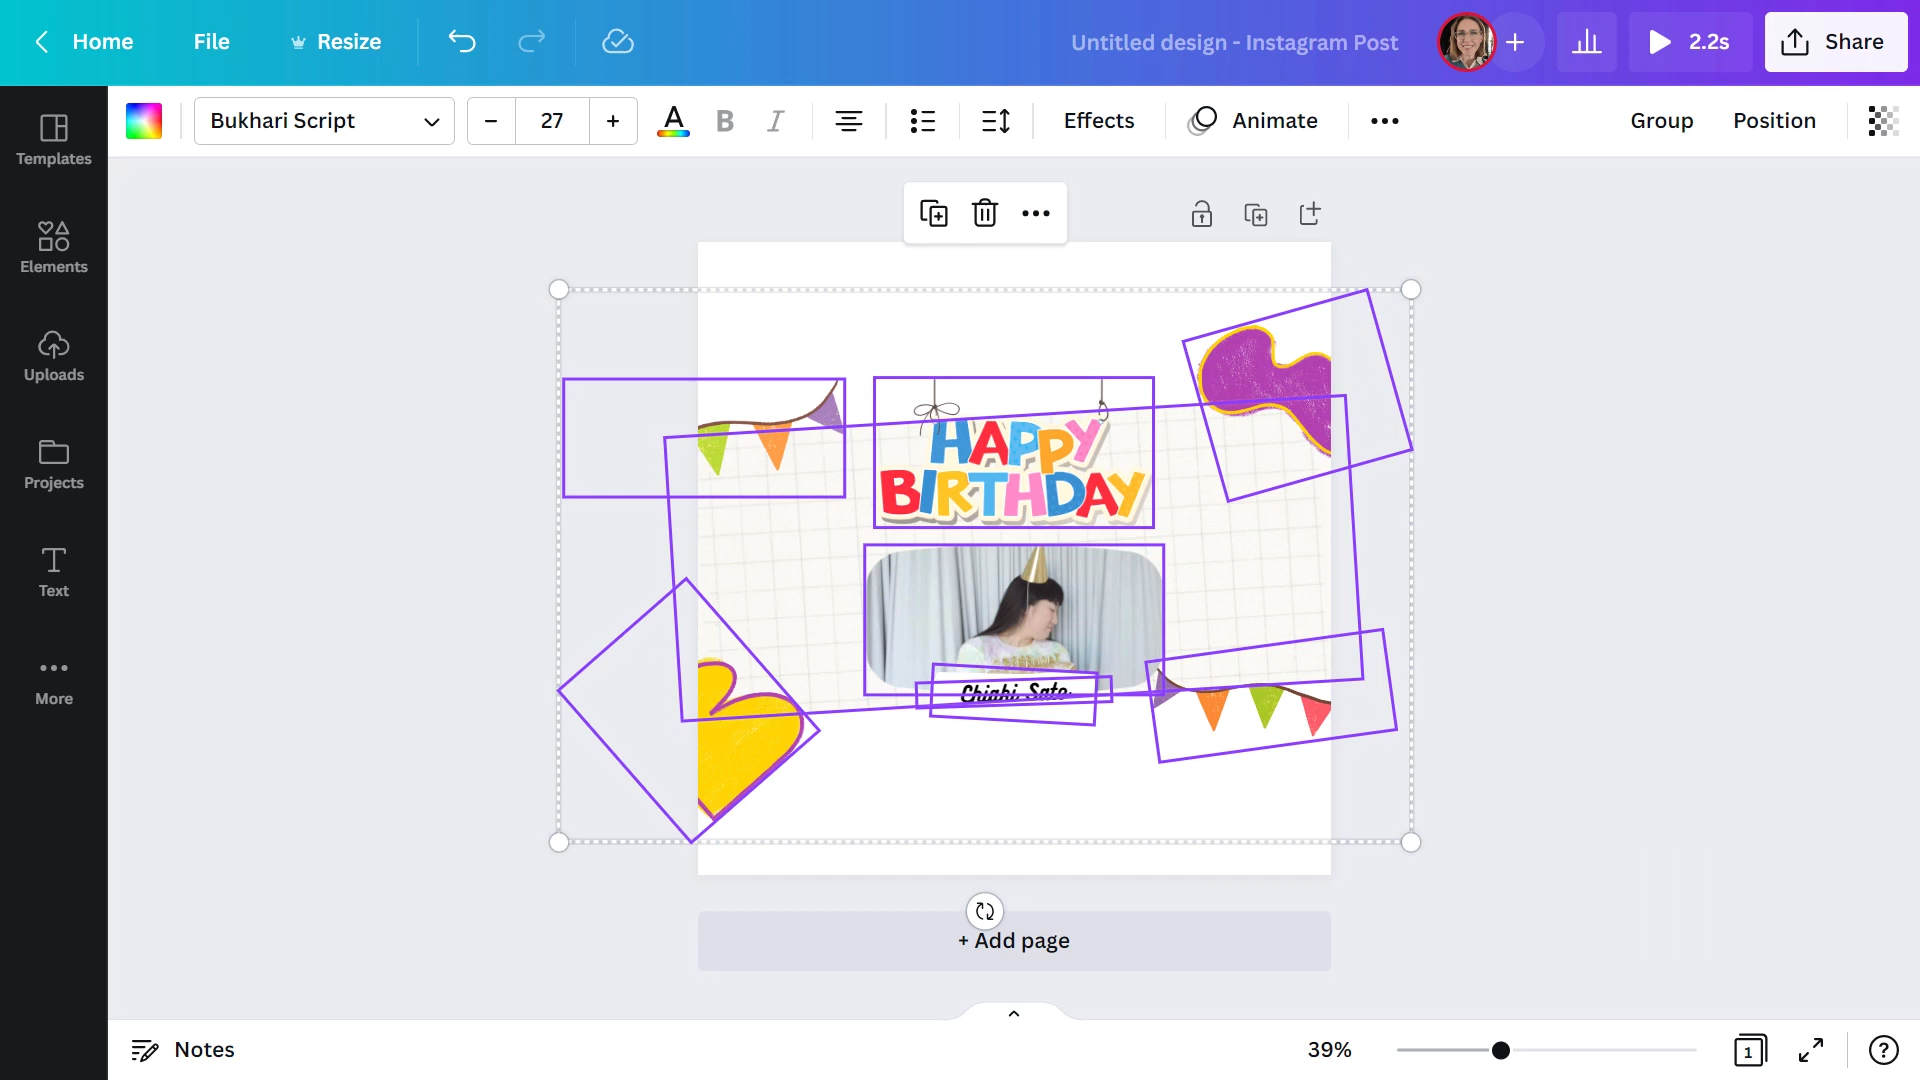 Home File Resize Untitled design - Instagram Post 2.2s Share
Bukhari Script 27 A B I Effects Animate Group Position
Templates
Elements
Uploads
Projects
Text
More
HAPPY
BIRTHDAY
Chiaki Sato
+ Add page
Notes 39% 1 ?